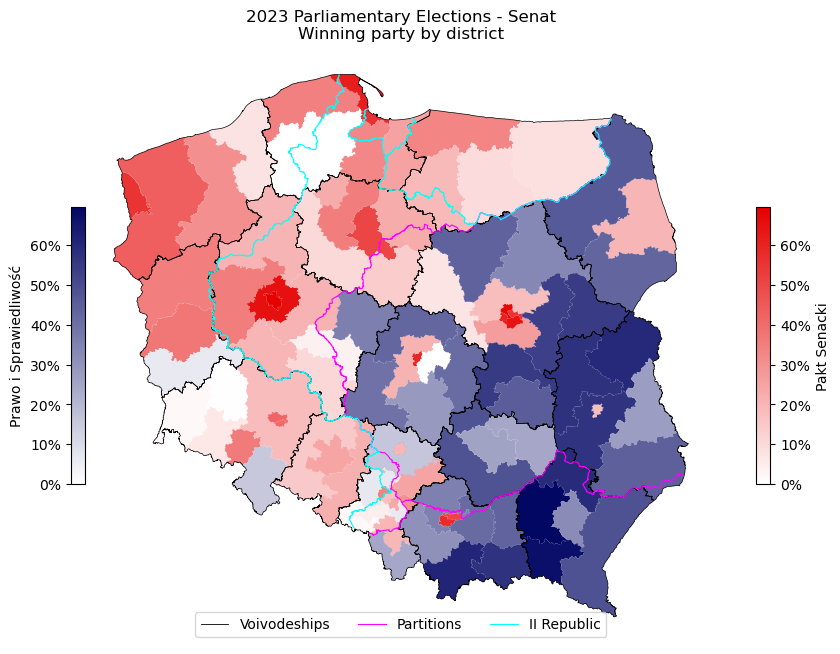 2023 Parliamentary Elections - Senat
Winning party by district
Prawo i Sprawiedliwość
60%
50%
40%
30%
20%
10%
0%
60%
50%
40%
30%
20%
10%
0%
Pakt Senacki
Voivodeships
Partitions
II Republic